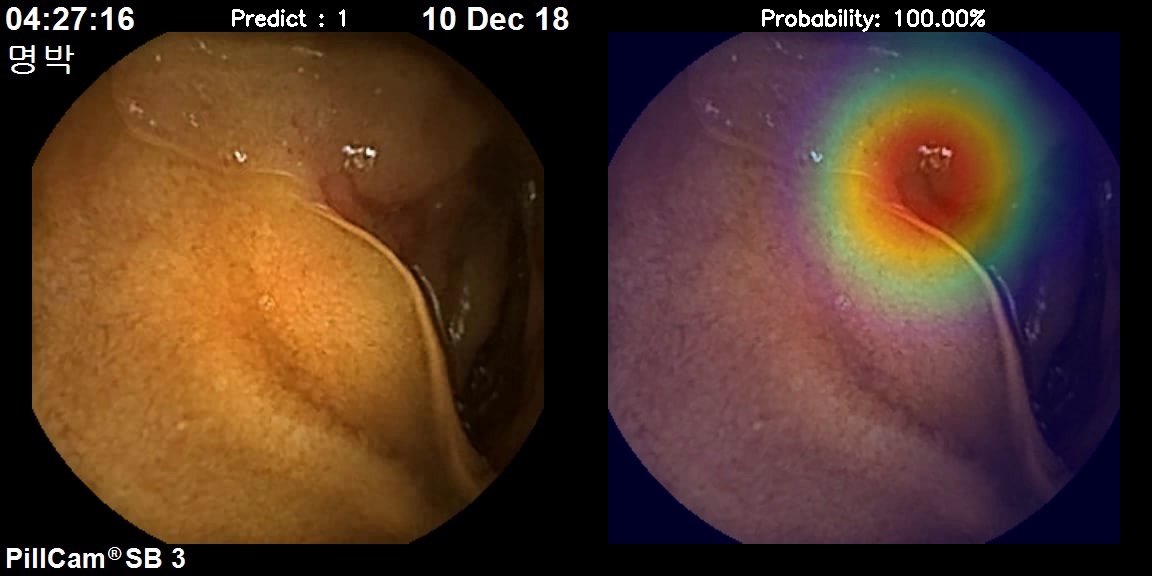 04:27:16 Predict : 1 10 Dec 18 Probability: 100.00%
명박
PillCam® SB 3